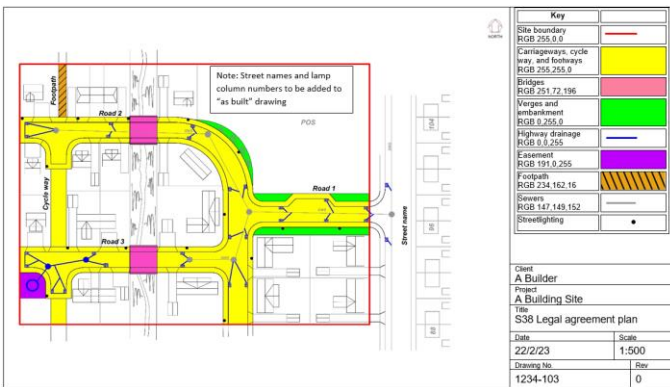 NORTH
Note: Street names and lamp
column numbers to be added to
"as built" drawing
Footpath
Road 2
POS
104
Cycle way
Road 1
Street name
96
Road 3
88
Key
Site boundary
RGB 255,0,0
Carriageways, cycle
way, and footways
RGB 255,255,0
Bridges
RGB 251,72,196
Verges and
embankment
RGB 0,255,0
Highway drainage
RGB 0,0,255
Easement
RGB 191,0,255
Footpath
RGB 234,162,16
Sewers
RGB 147,149,152
Streetlighting
Client
A Builder
Project
A Building Site
Title
S38 Legal agreement plan
Date
22/2/23
Scale
1:500
Drawing No.
1234-103
Rev
0